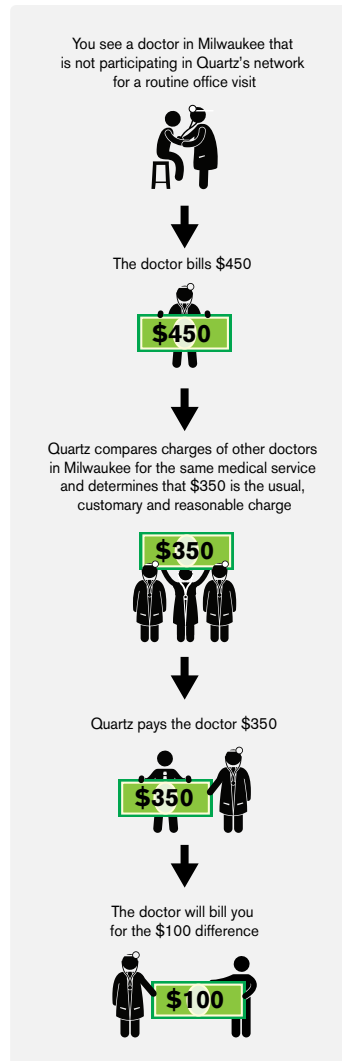 You see a doctor in Milwaukee that
is not participating in Quartz's network
for a routine office visit
The doctor bills $450
$450
Quartz compares charges of other doctors
in Milwaukee for the same medical service
and determines that $350 is the usual,
customary and reasonable charge
$350
Quartz pays the doctor $350
$350
The doctor will bill you
for the $100 difference
$100